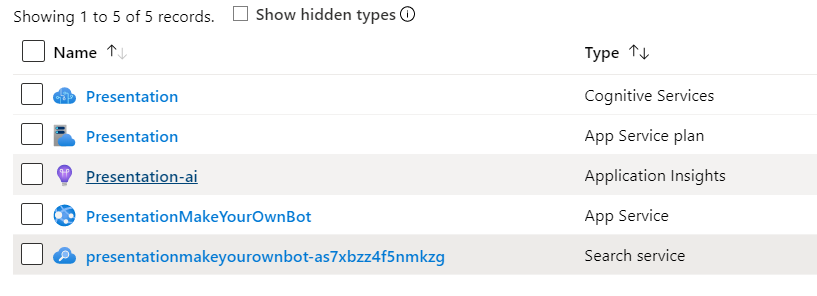 Showing 1 to 5 of 5 records. Show hidden types
Name Type
Presentation Cognitive Services
Presentation App Service plan
Presentation-ai Application Insights
PresentationMakeYourOwnBot App Service
presentationmakeyourownbot-as7xbzz4f5nmkzg Search service